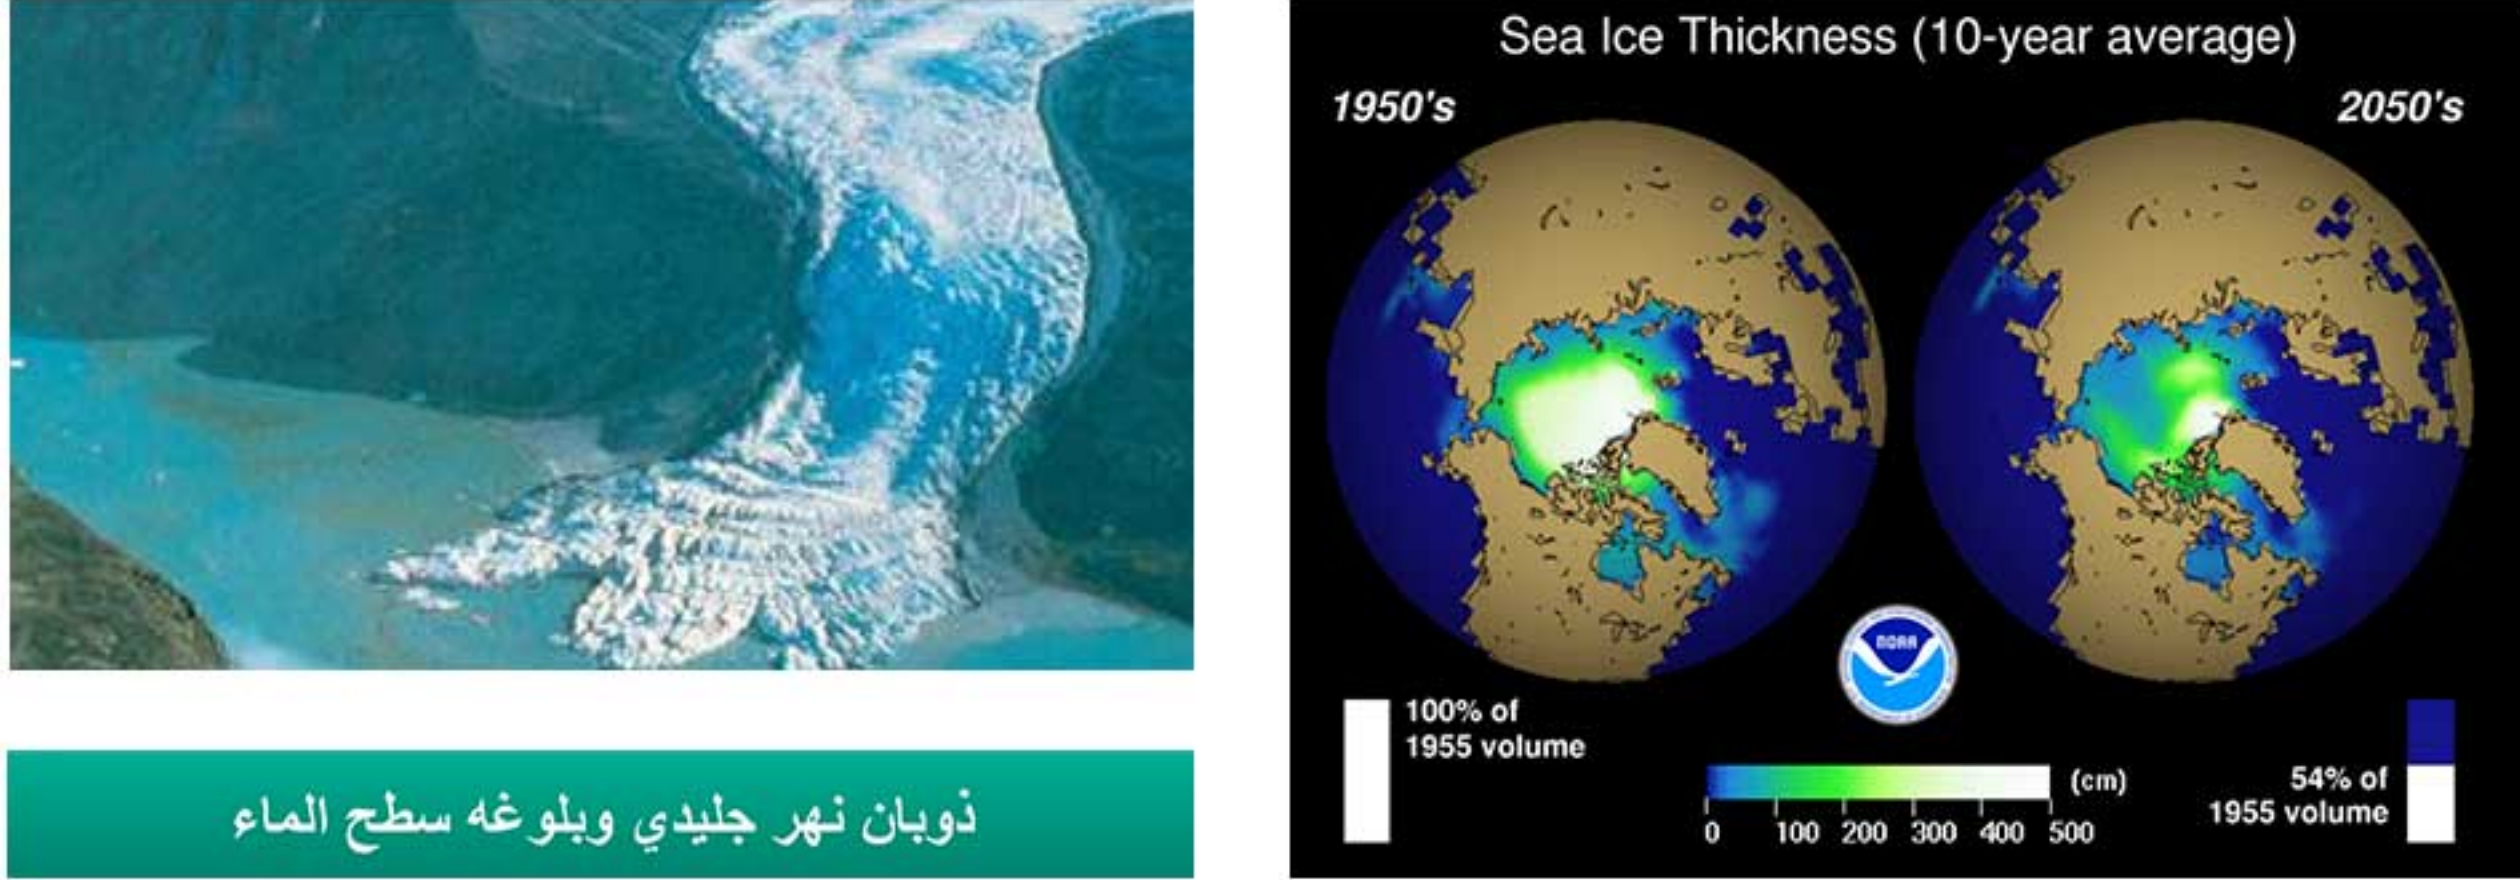 ذوبان نهر جليدي وبلوغه سطح الماء
Sea Ice Thickness (10-year average)
1950's
2050's
NOAA
100% of
1955 volume
(cm)
0 100 200 300 400 500
54% of
1955 volume